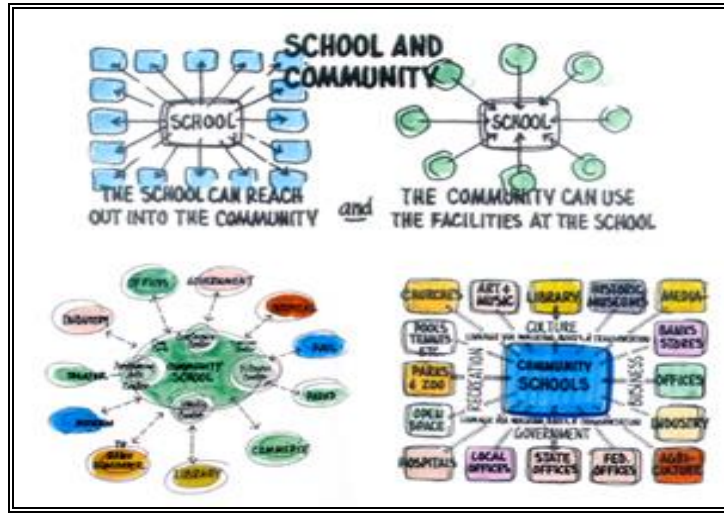 SCHOOL AND
COMMUNITY
SCHOOL
SCHOOL
THE SCHOOL CAN REACH
OUT INTO THE COMMUNITY
and
THE COMMUNITY CAN USE
THE FACILITIES AT THE SCHOOL
OFFICES
GOVERNMENT
INDUSTRY
HOSPITAL
THEATER
COMMUNITY
SCHOOL
PARKS
MUSEUM
COMMERCE
LIBRARY
CHURCHES
ART &
MUSIC
LIBRARY
HISTORIC
MUSEUMS
MEDIA
CULTURE
POOLS
TENNIS
ETC.
BANKS
STORES
RECREATION
COMMUNITY
SCHOOLS
BUSINESS
PARKS
& ZOO
OFFICES
OPEN
SPACE
INDUSTRY
GOVERNMENT
HOSPITALS
LOCAL
OFFICES
STATE
OFFICES
FED.
OFFICES
AGRI-
CULTURE